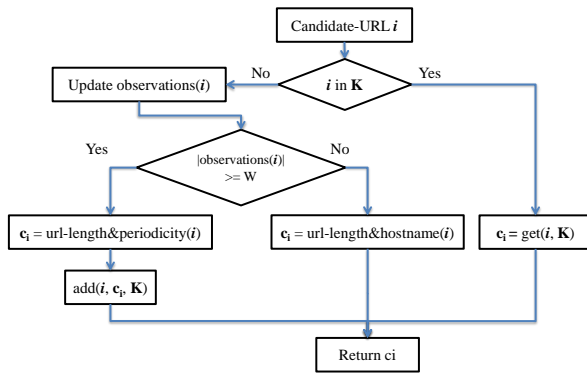 Candidate-URL i
i in K
No
Yes
Update observations(i)
|observations(i)|
>= W
Yes
No
ci = url-length&periodicity(i)
ci = url-length&hostname(i)
ci = get(i, K)
add(i, ci, K)
Return ci